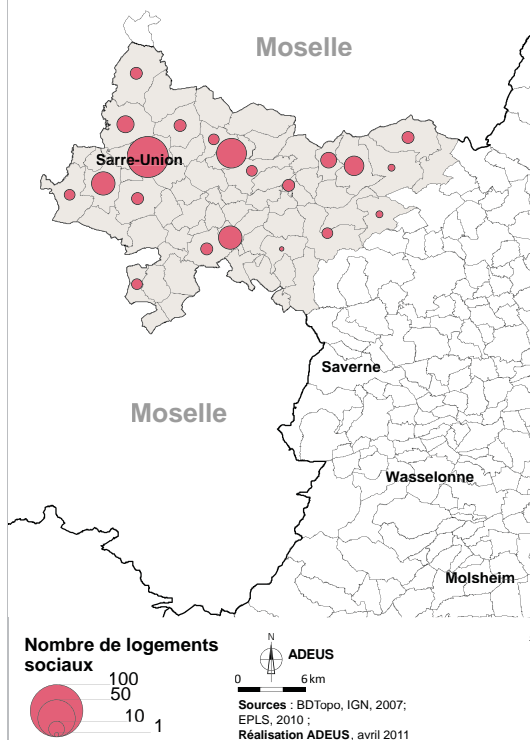 Moselle
Sarre-Union
Saverne
Moselle
Wasselonne
Molsheim
Nombre de logements
sociaux
100
50
10
1
N
ADEUS
0 6 km
Sources : BDTopo, IGN, 2007;
EPLS, 2010 ;
Réalisation ADEUS, avril 2011